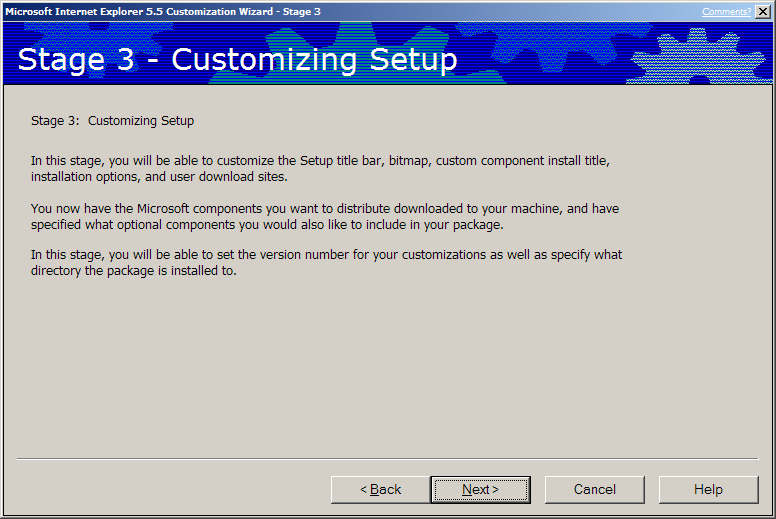 Microsoft Internet Explorer 5.5 Customization Wizard - Stage 3
Comments?
Stage 3 - Customizing Setup
Stage 3:  Customizing Setup
In this stage, you will be able to customize the Setup title bar, bitmap, custom component install title,
installation options, and user download sites.
You now have the Microsoft components you want to distribute downloaded to your machine, and have
specified what optional components you would also like to include in your package.
In this stage, you will be able to set the version number for your customizations as well as specify what
directory the package is installed to.
< Back
Next >
Cancel
Help